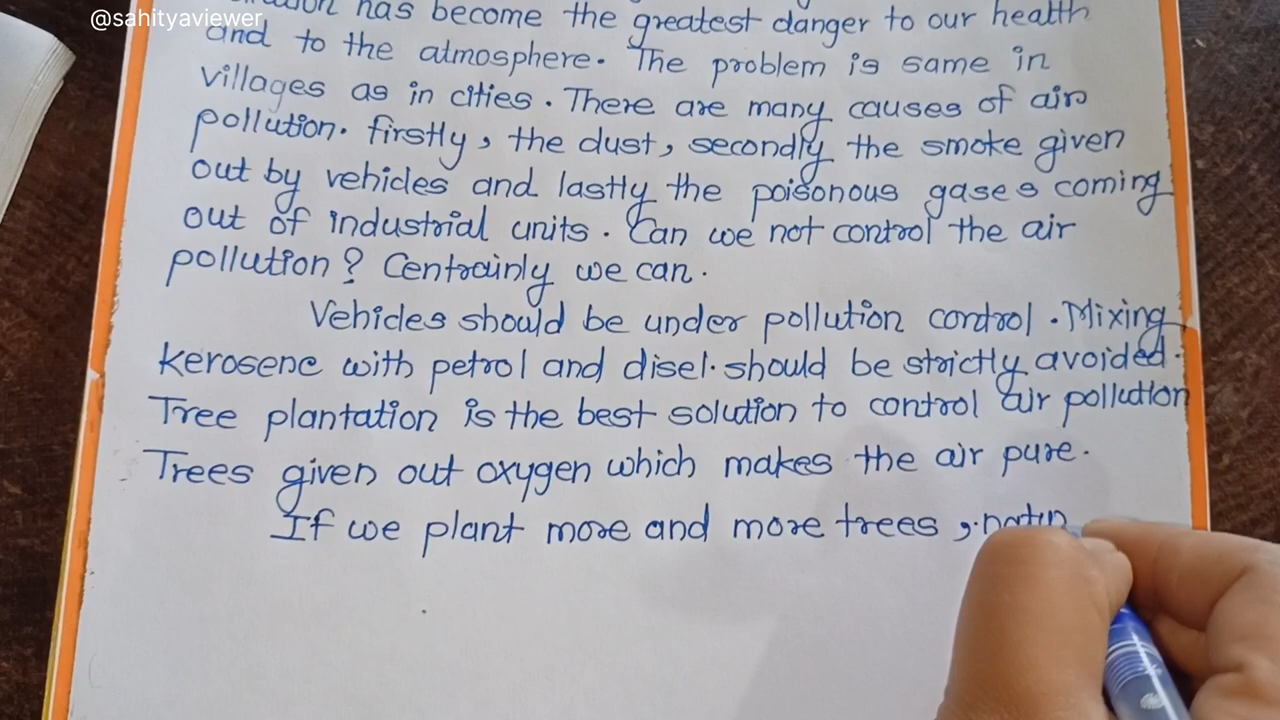 @sahityaviewer
has become the greatest danger to our health
and to the atmosphere. The problem is same in
villages as in cities. There are many causes of air
pollution. firstly, the dust, secondly the smoke given
out by vehicles and lastly the poisonous gases coming
out of industrial units. Can we not control the air
pollution? Centrainly we can.
Vehicles should be under pollution control. Mixing
kerosene with petrol and disel. should be strictly avoided.
Tree plantation is the best solution to control air pollution
Trees given out oxygen which makes the air pure.
If we plant more and more trees,